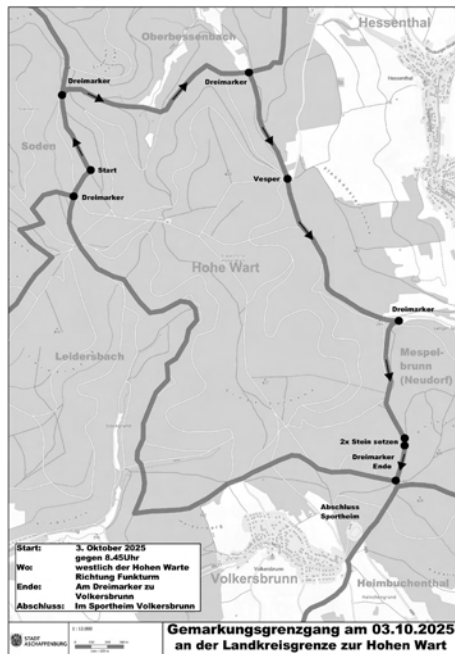 Hessenthal
Oberbessenbach
Hessenthal
Dreimarker
Dreimarker
Soden
Start
Vesper
Dreimarker
Hohe Wart
Dreimarker
Leidersbach
Mespel-
brunn
(Neudorf)
2x Stein setzen
Dreimarker
Ende
Abschluss
Sportheim
Volkersbrunn
Volkersbrunn
Heimbuchenthal
Start: 3. Oktober 2025
gegen 8.45Uhr
Wo: westlich der Hohen Warte
Richtung Funkturm
Ende: Am Dreimarker zu
Volkersbrunn
Abschluss: Im Sportheim Volkersbrunn
STADT
ASCHAFFENBURG
Gemarkungsgrenzgang am 03.10.2025
an der Landkreisgrenze zur Hohen Wart